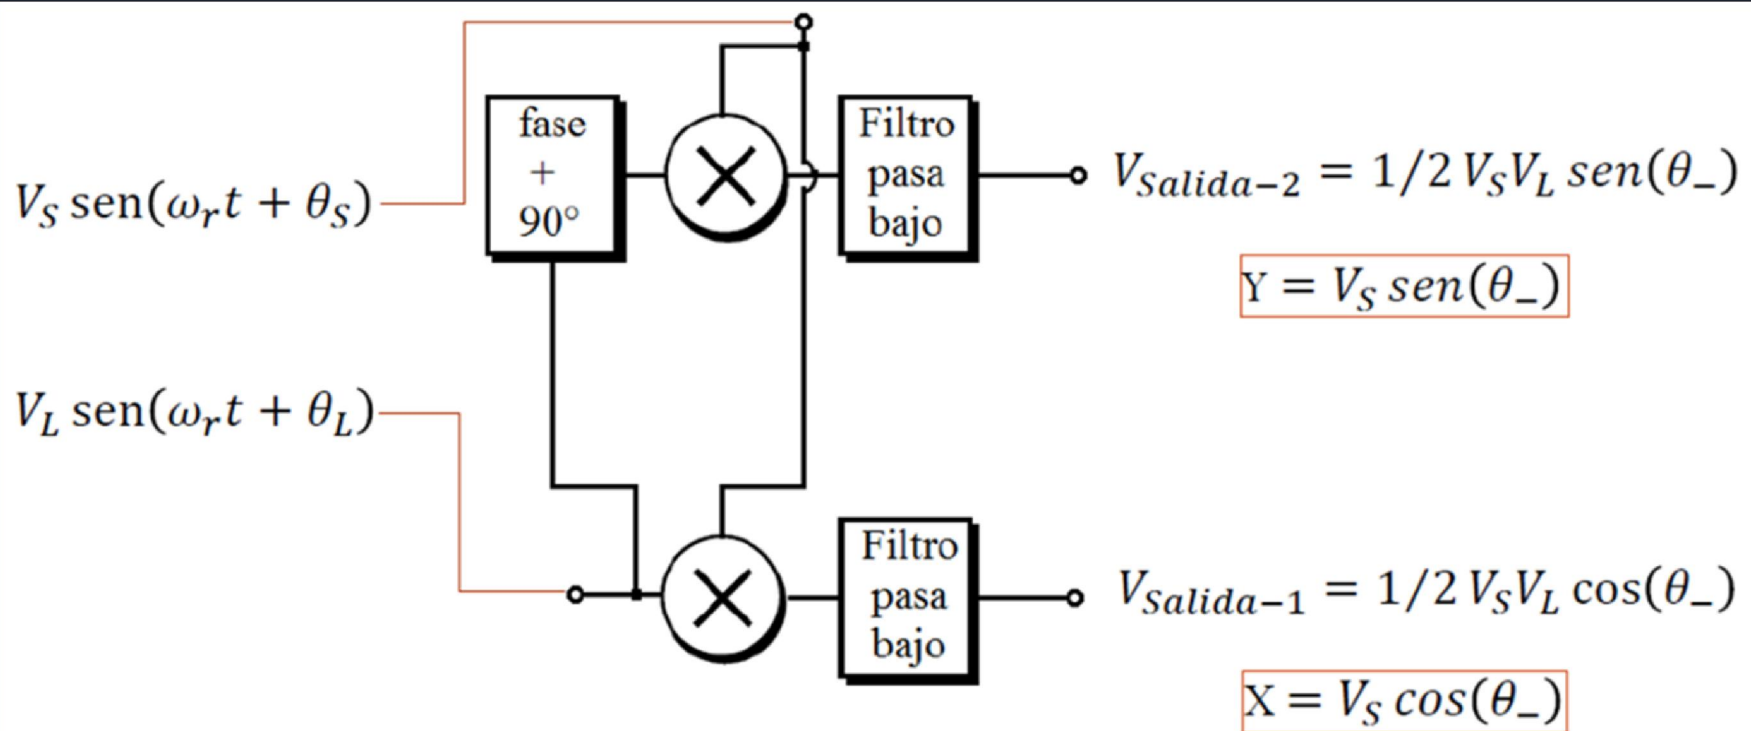 fase
+
90°
Filtro
pasa
bajo
V_Salida−2 = 1/2 V_S V_L sen(θ_−)
V_S sen(ω_r t + θ_S)
Y = V_S sen(θ_−)
V_L sen(ω_r t + θ_L)
Filtro
pasa
bajo
V_Salida−1 = 1/2 V_S V_L cos(θ_−)
X = V_S cos(θ_−)